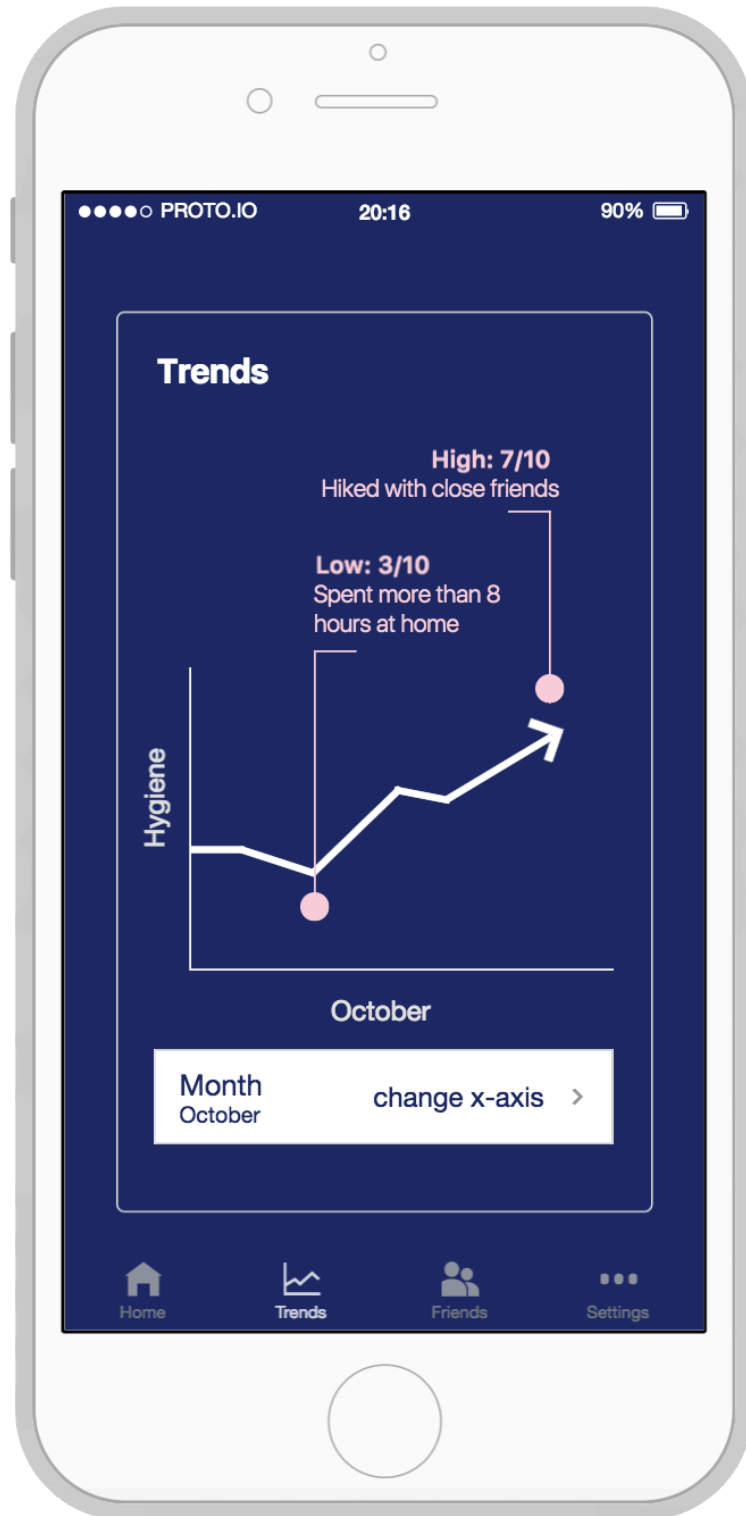 PROTO.IO 20:16 90%
Trends
High: 7/10
Hiked with close friends
Low: 3/10
Spent more than 8
hours at home
Hygiene
October
Month
October
change x-axis
Home Trends Friends Settings